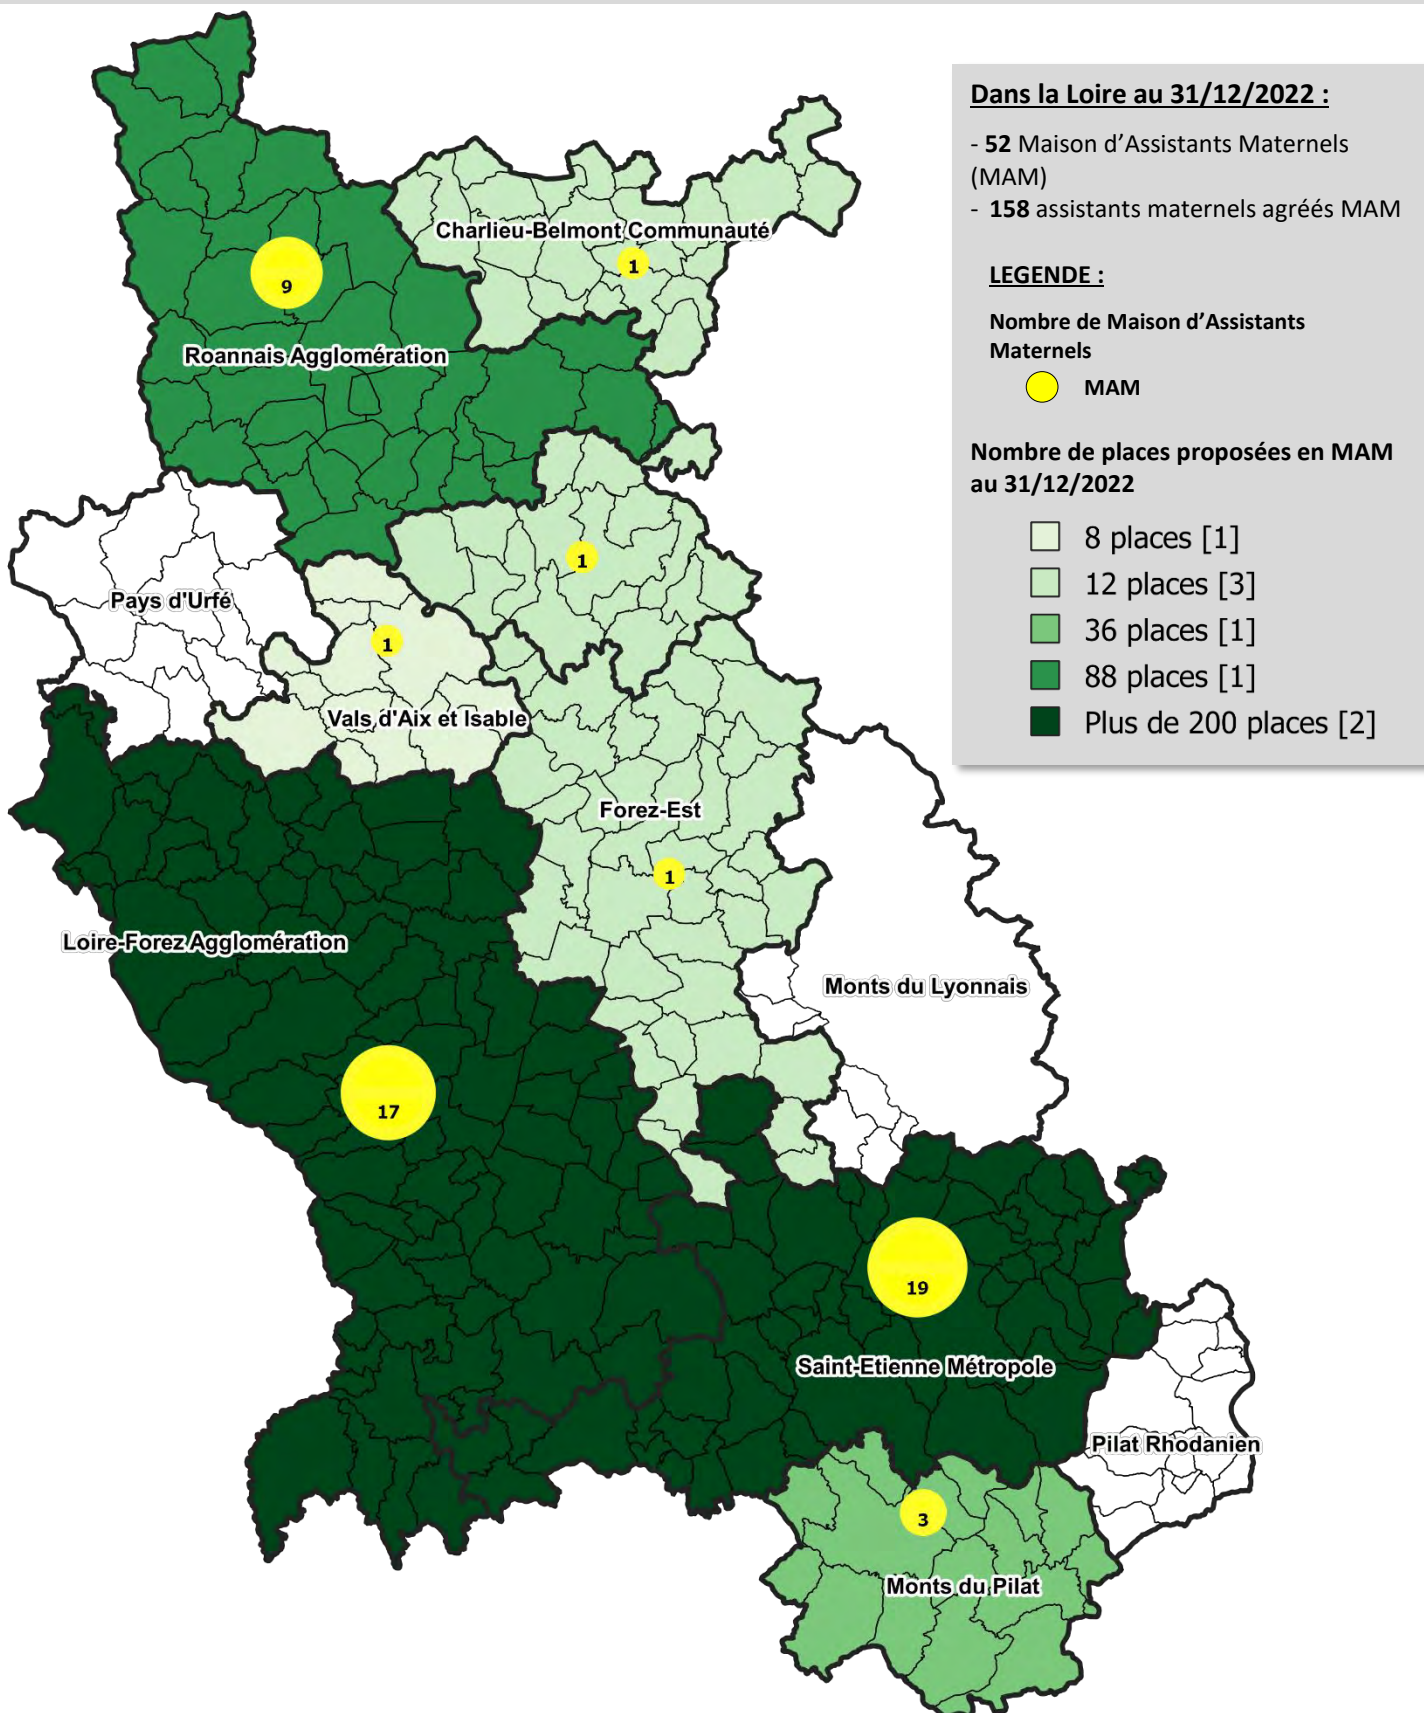 Dans la Loire au 31/12/2022 :
- 52 Maison d'Assistants Maternels
(MAM)
- 158 assistants maternels agréés MAM
LEGENDE :
Nombre de Maison d'Assistants
Maternels
MAM
Nombre de places proposées en MAM
au 31/12/2022
8 places [1]
12 places [3]
36 places [1]
88 places [1]
Plus de 200 places [2]
Charlieu-Belmont Communauté
1
9
Roannais Agglomération
1
Pays d'Urfé
1
Vals d'Aix et Isable
Forez-Est
1
Loire-Forez Agglomération
Monts du Lyonnais
17
19
Saint-Etienne Métropole
Pilat Rhodanien
3
Monts du Pilat